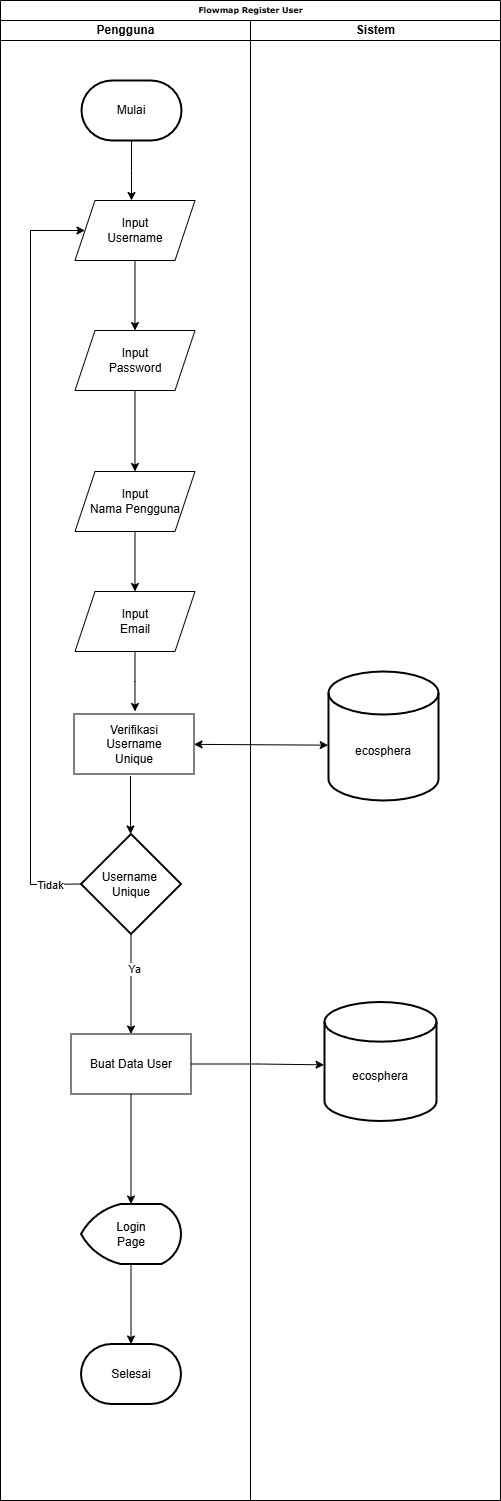 Flowmap Register User
Pengguna
Sistem
Mulai
Input
Username
Input
Password
Input
Nama Pengguna
Input
Email
Verifikasi
Username
Unique
ecosphera
Username
Unique
Tidak
Ya
Buat Data User
ecosphera
Login
Page
Selesai